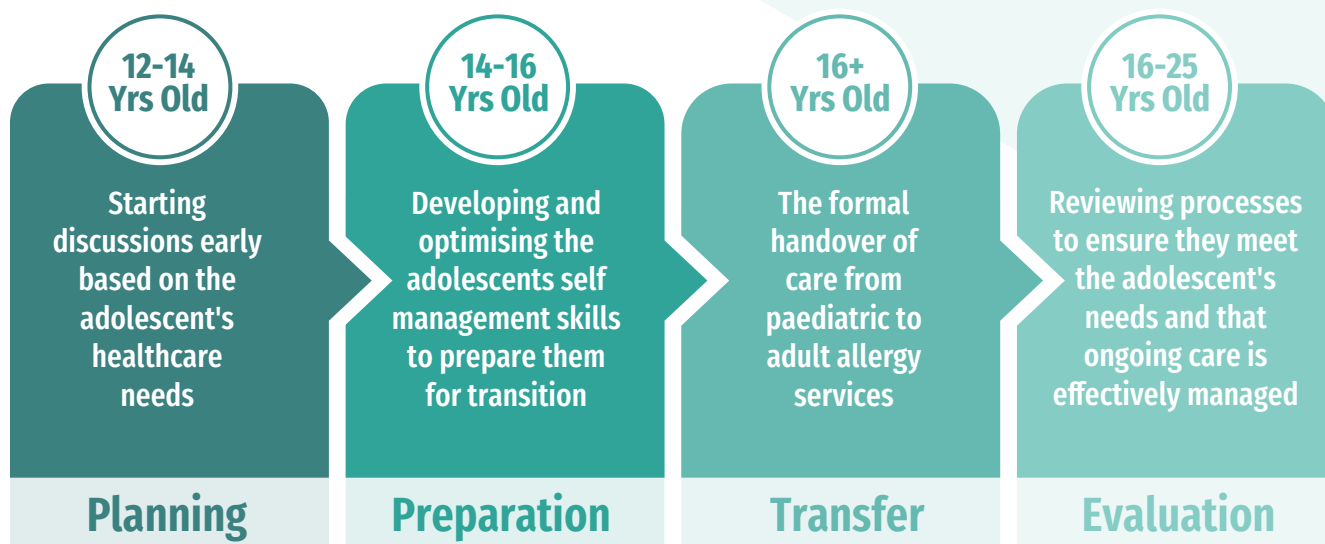 12-14
Yrs Old
Starting
discussions early
based on the
adolescent's
healthcare
needs
Planning
14-16
Yrs Old
Developing and
optimising the
adolescents self
management skills
to prepare them
for transition
Preparation
16+
Yrs Old
The formal
handover of
care from
paediatric to
adult allergy
services
Transfer
16-25
Yrs Old
Reviewing processes
to ensure they meet
the adolescent's
needs and that
ongoing care is
effectively managed
Evaluation